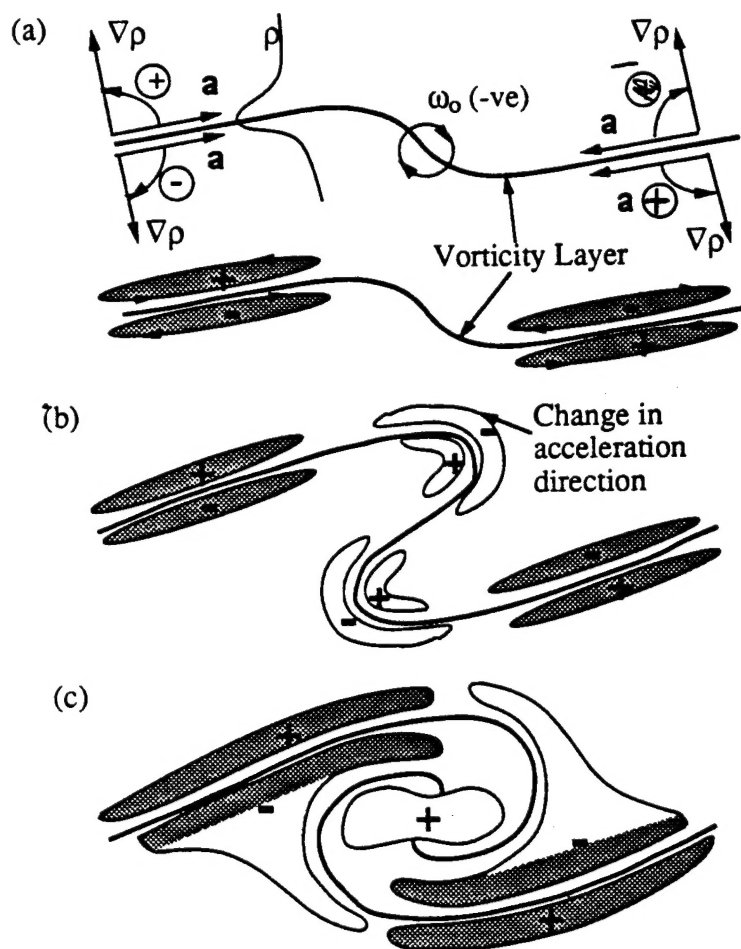 (a)
∇ρ
+
a
a
-
∇ρ
ρ
ω₀ (-ve)
∇ρ
-
a
a +
∇ρ
Vorticity Layer
+
-
-
+
(b)
Change in
acceleration
direction
-
+
+
-
+
-
-
+
(c)
+
-
+
-
+